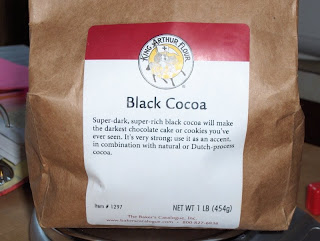 KING ARTHUR FLOUR
Black Cocoa
Super-dark, super-rich black cocoa will make
the darkest chocolate cake or cookies you've
ever seen. It's very strong; use it as an accent,
in combination with natural or Dutch-process
cocoa.
Item # 1297 NET WT 1 LB (454g)
The Baker's Catalogue, Inc.